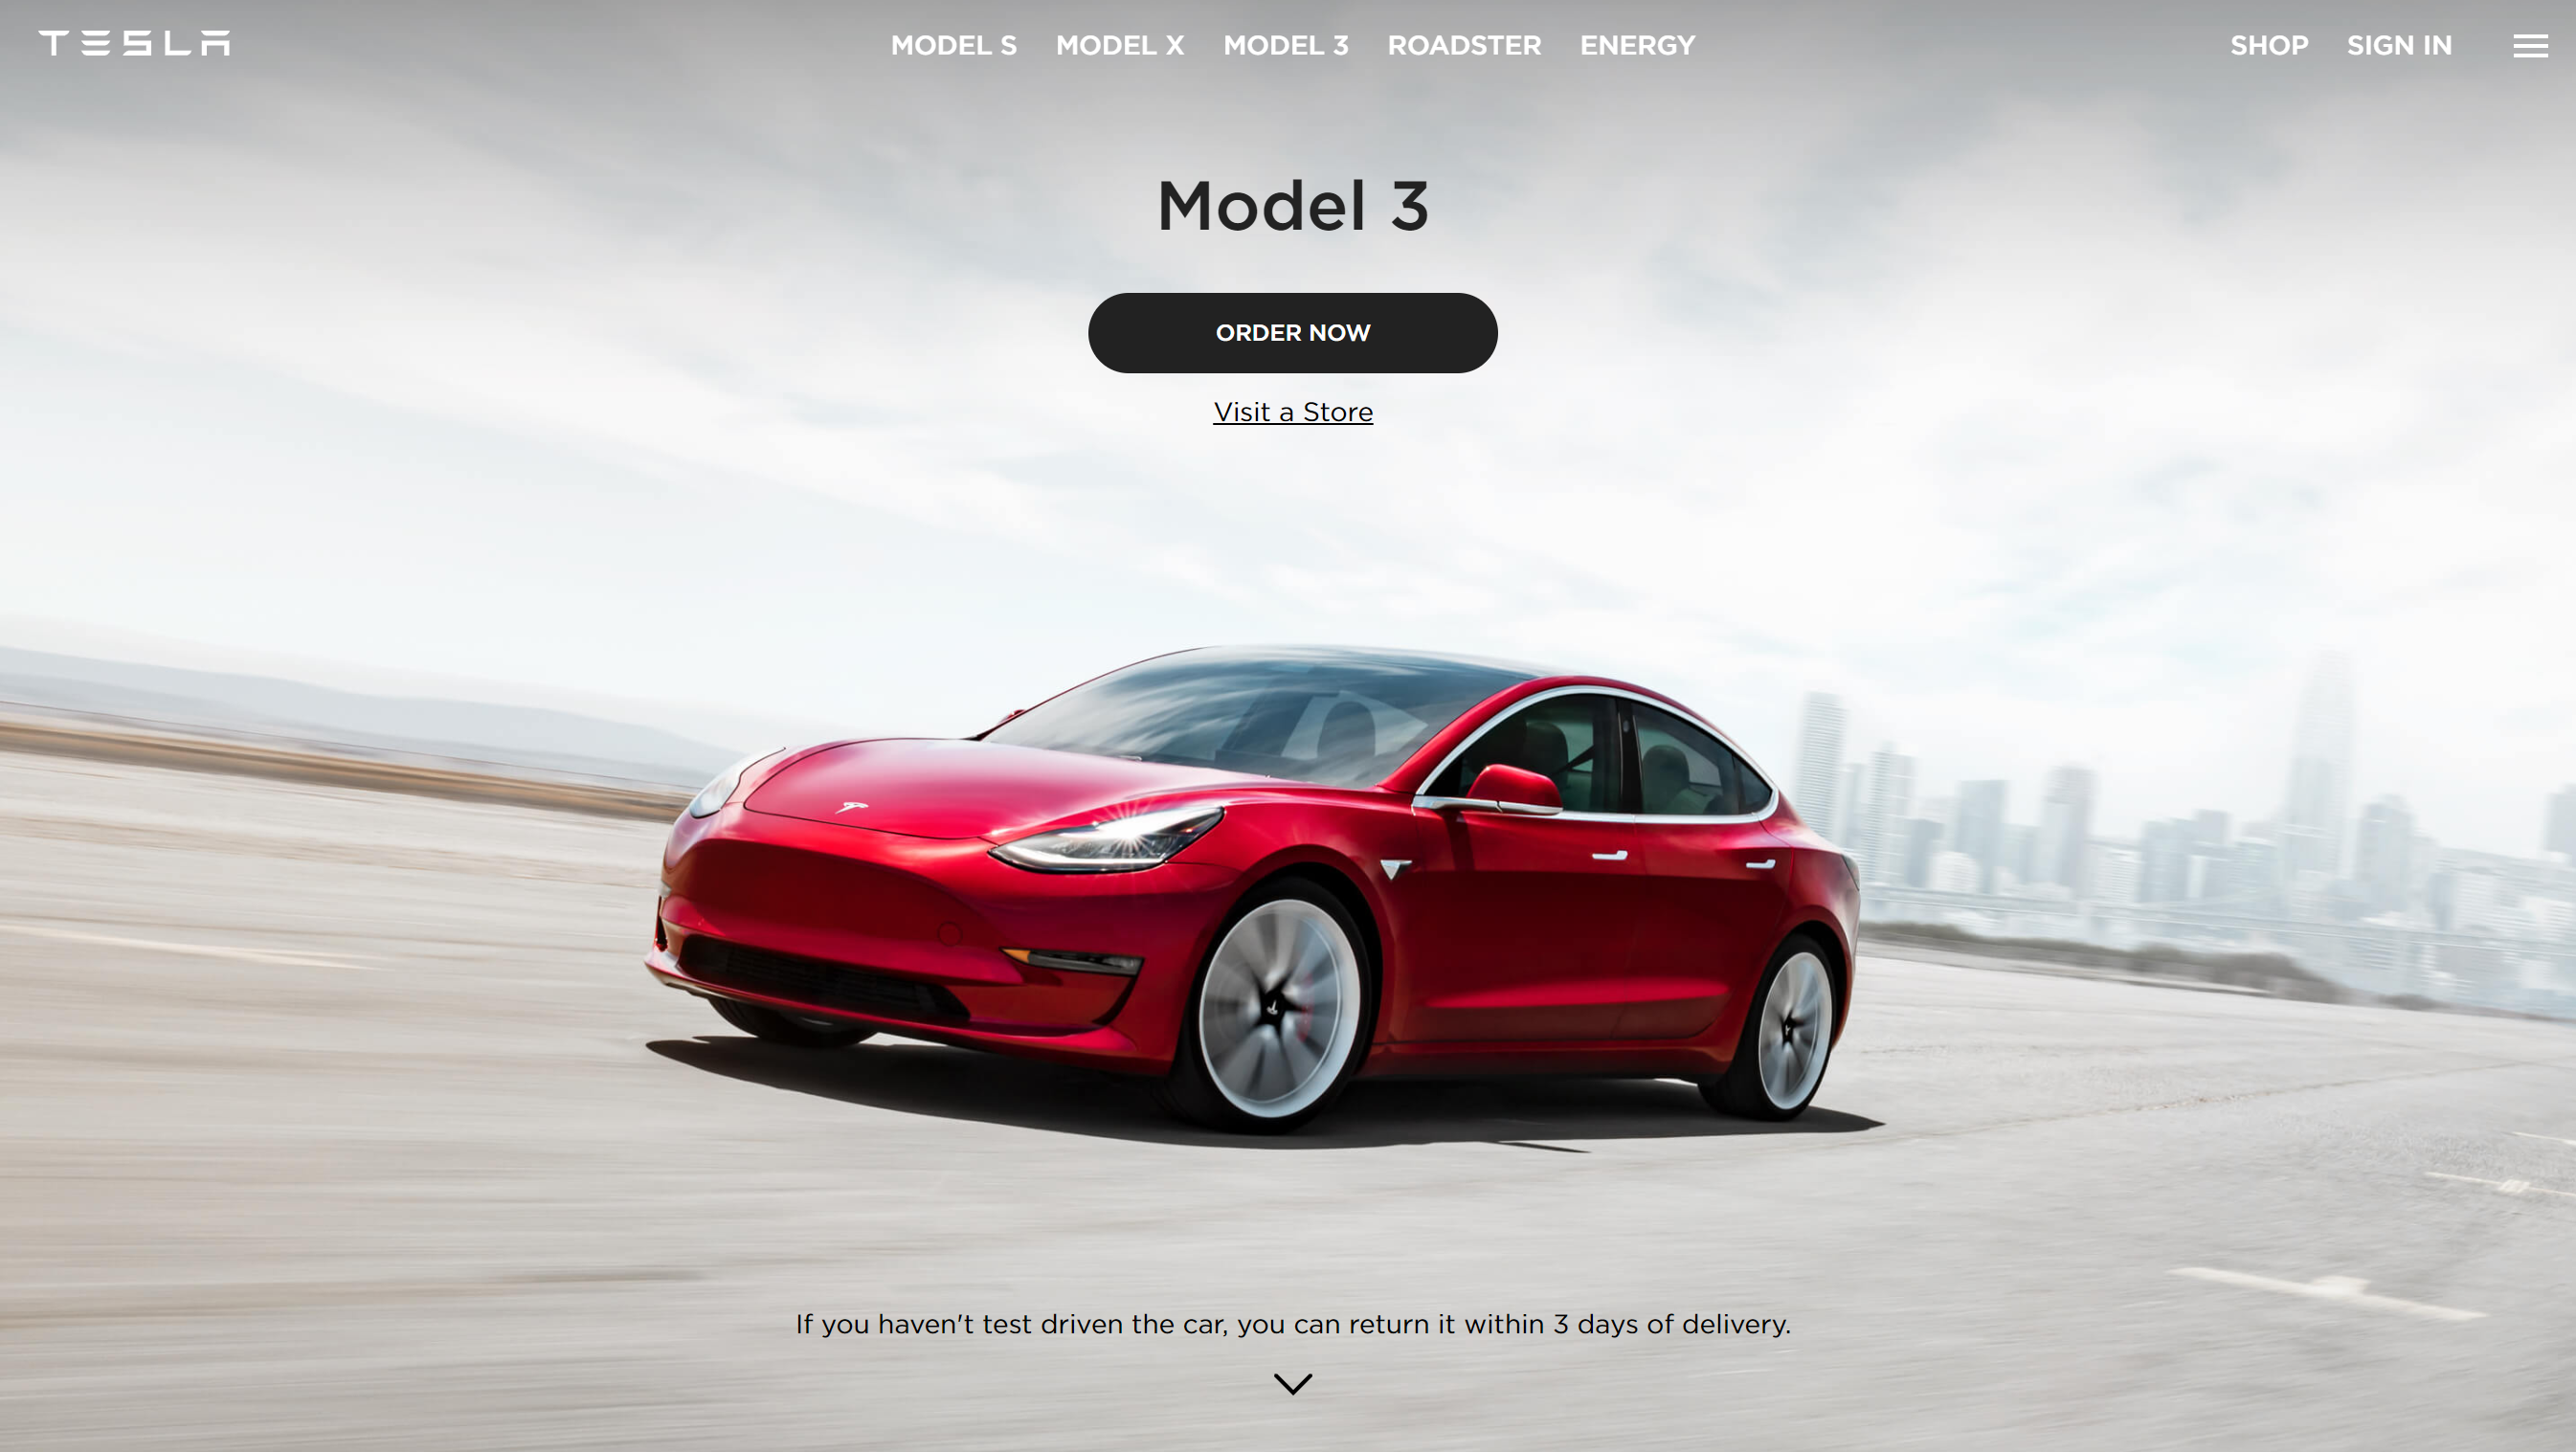 TESLA
MODEL S MODEL X MODEL 3 ROADSTER ENERGY
SHOP SIGN IN
Model 3
ORDER NOW
Visit a Store
If you haven't test driven the car, you can return it within 3 days of delivery.